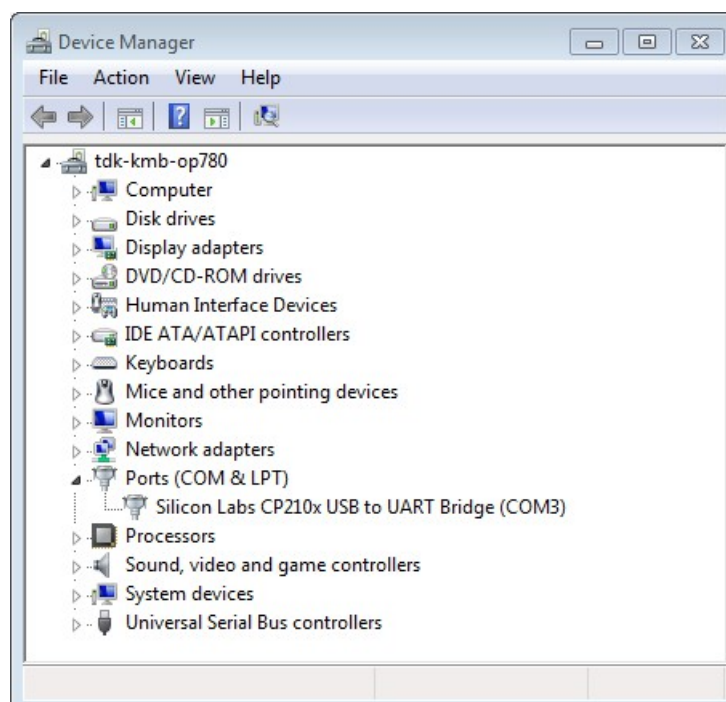 Device Manager
File Action View Help
tdk-kmb-op780
Computer
Disk drives
Display adapters
DVD/CD-ROM drives
Human Interface Devices
IDE ATA/ATAPI controllers
Keyboards
Mice and other pointing devices
Monitors
Network adapters
Ports (COM & LPT)
Silicon Labs CP210x USB to UART Bridge (COM3)
Processors
Sound, video and game controllers
System devices
Universal Serial Bus controllers